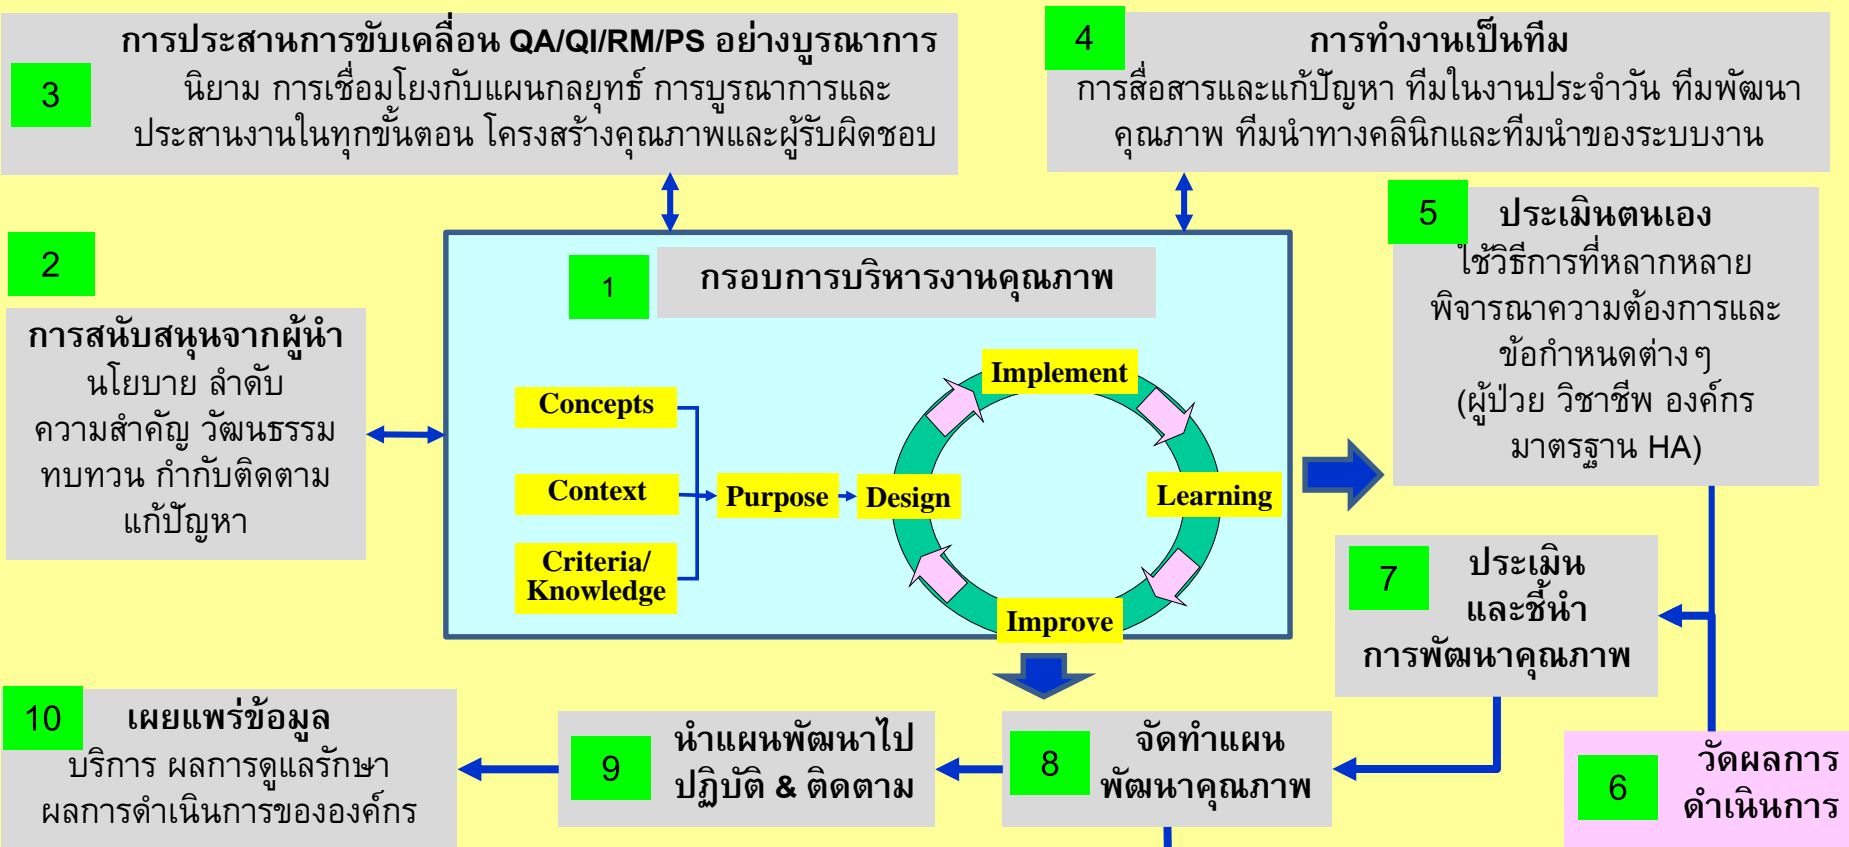 3
การประสานการขับเคลื่อน QA/QI/RM/PS อย่างบูรณาการ
นิยาม การเชื่อมโยงกับแผนกลยุทธ์ การบูรณาการและ
ประสานงานในทุกขั้นตอน โครงสร้างคุณภาพและผู้รับผิดชอบ
4
การทำงานเป็นทีม
การสื่อสารและแก้ปัญหา ทีมในงานประจำวัน ทีมพัฒนา
คุณภาพ ทีมนำทางคลินิกและทีมนำของระบบงาน
2
การสนับสนุนจากผู้นำ
นโยบาย ลำดับ
ความสำคัญ วัฒนธรรม
ทบทวน กำกับติดตาม
แก้ปัญหา
1
กรอบการบริหารงานคุณภาพ
Concepts
Context
Criteria/
Knowledge
Purpose
Design
Implement
Learning
Improve
5
ประเมินตนเอง
ใช้วิธีการที่หลากหลาย
พิจารณาความต้องการและ
ข้อกำหนดต่างๆ
(ผู้ป่วย วิชาชีพ องค์กร
มาตรฐาน HA)
7
ประเมิน
และชี้นำ
การพัฒนาคุณภาพ
10
เผยแพร่ข้อมูล
บริการ ผลการดูแลรักษา
ผลการดำเนินการขององค์กร
9
นำแผนพัฒนาไป
ปฏิบัติ & ติดตาม
8
จัดทำแผน
พัฒนาคุณภาพ
6
วัดผลการ
ดำเนินการ